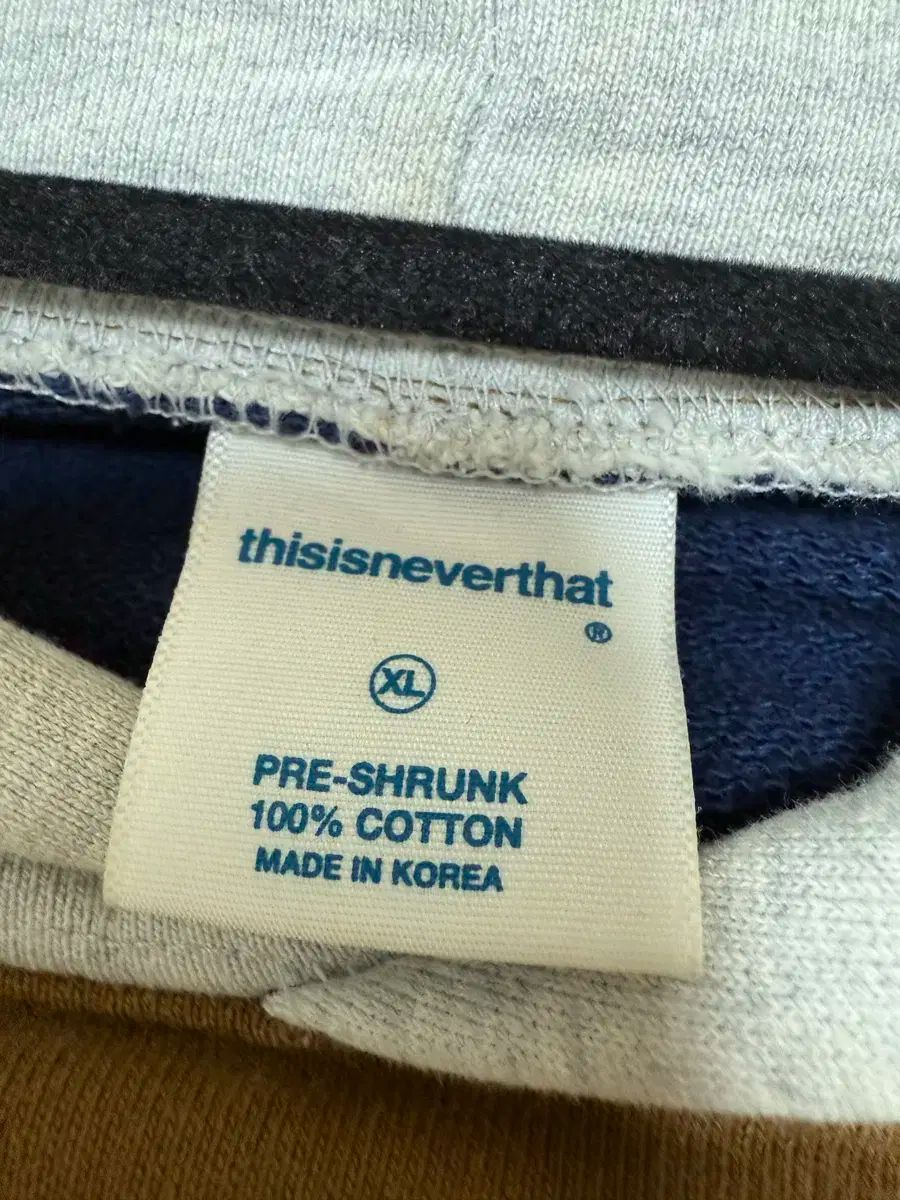 thisisneverthat
®
XL
PRE-SHRUNK
100% COTTON
MADE IN KOREA